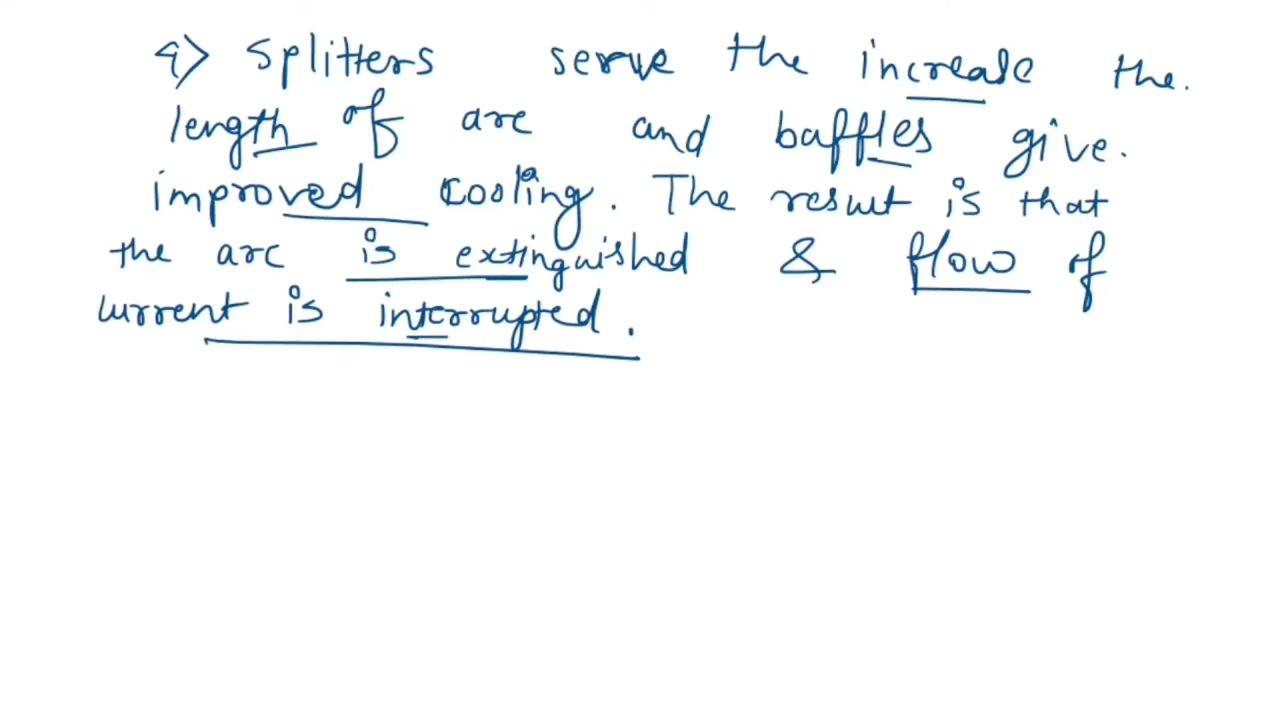 4) Splitters serve the increase the.
length of arc and baffles give.
improved cooling. The result is that
the arc is extinguished & flow of
current is interrupted.